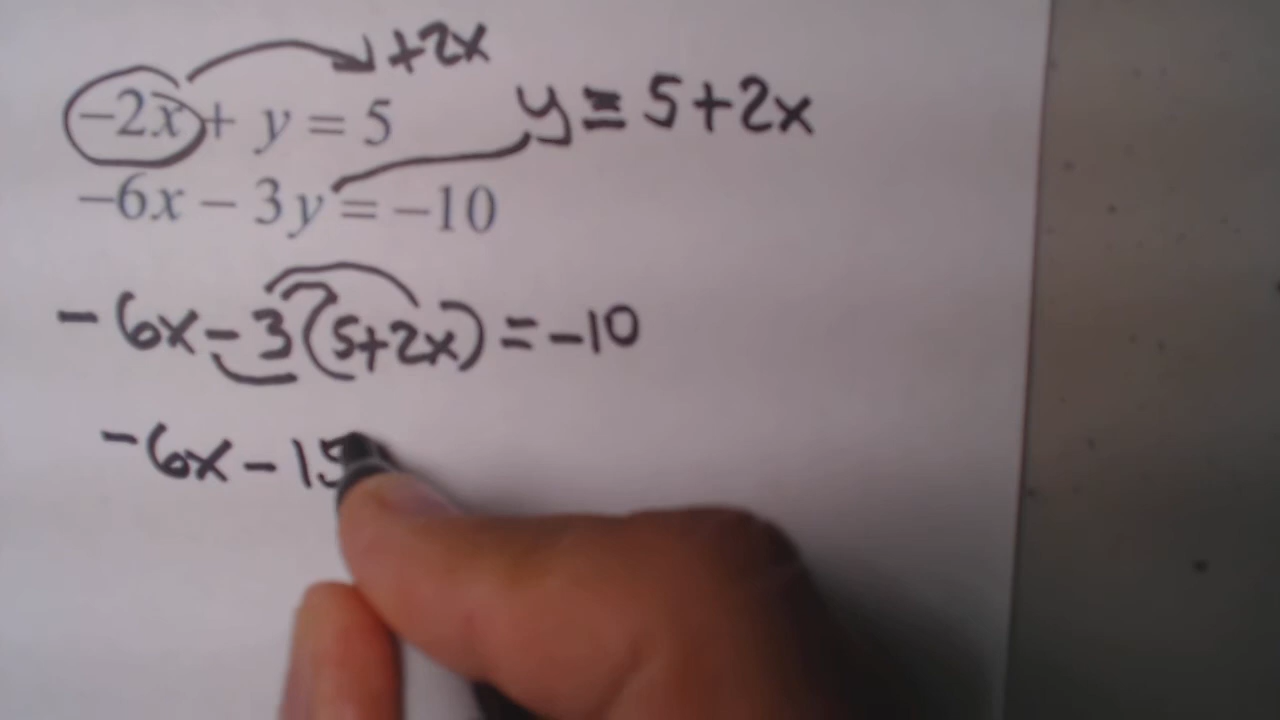 +2x
-2x + y = 5
y = 5+2x
-6x - 3y = -10
-6x-3(5+2x)=-10
-6x-15